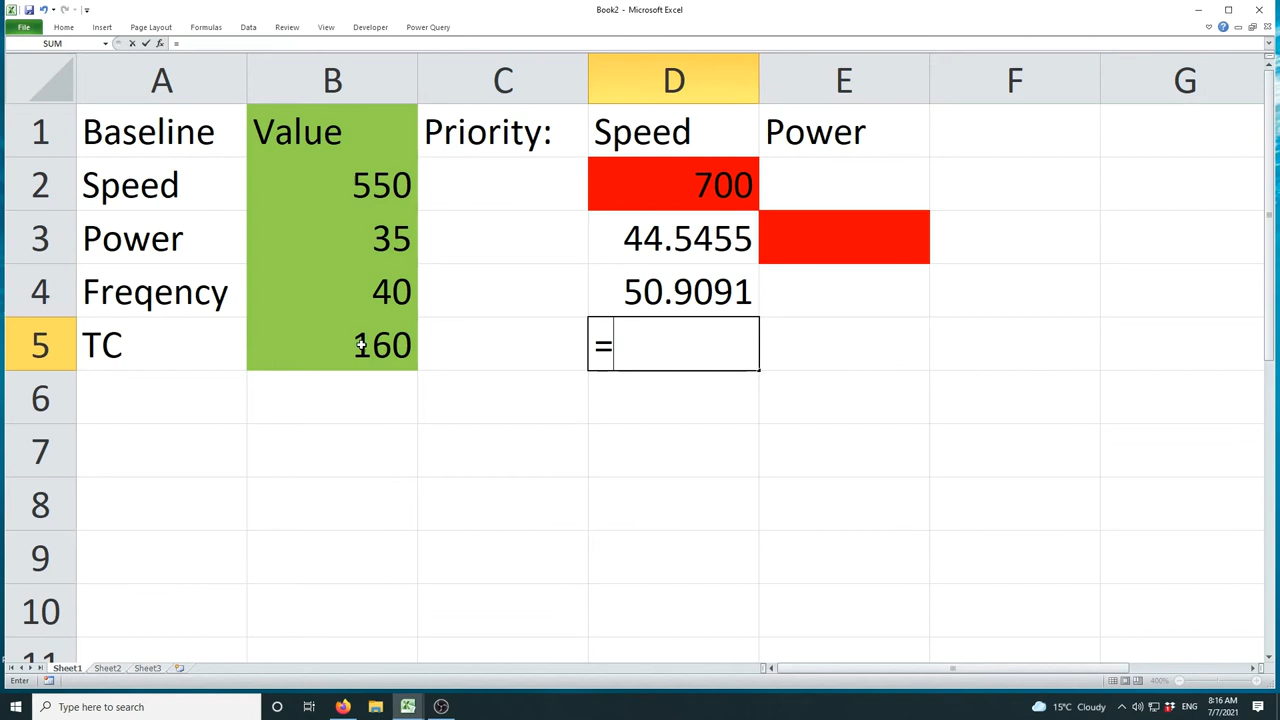 Book2 - Microsoft Excel
File Home Insert Page Layout Formulas Data Review View Developer Power Query
SUM =
A B C D E F G
1 Baseline Value Priority: Speed Power
2 Speed 550 700
3 Power 35 44.5455
4 Freqency 40 50.9091
5 TC 160 =
6
7
8
9
10
11
Sheet1 Sheet2 Sheet3
Enter 400%
Type here to search 15°C Cloudy ENG 8:16 AM
7/7/2021